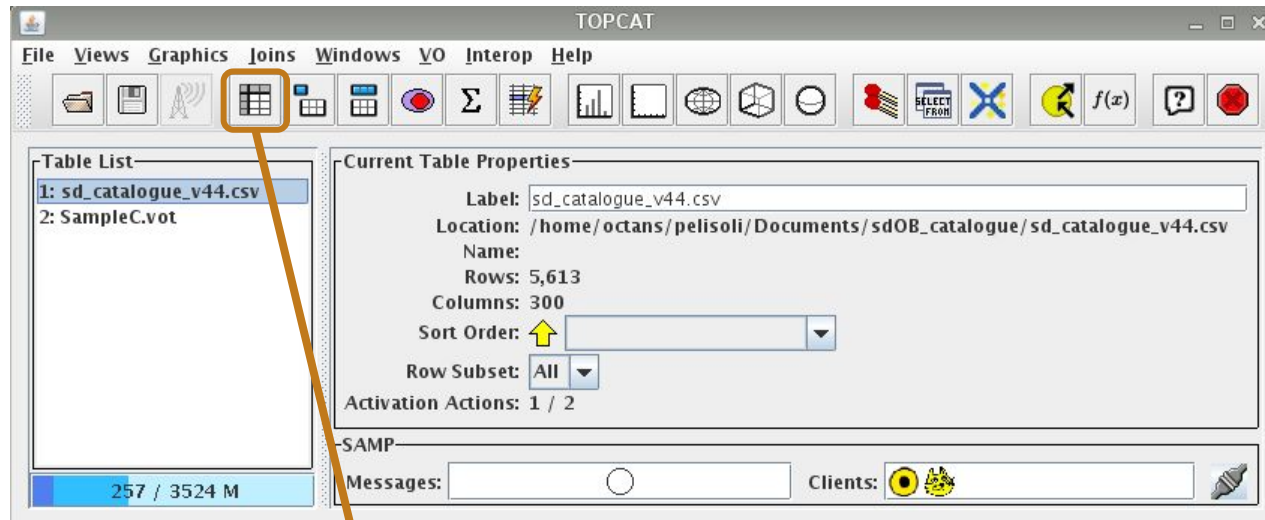 TOPCAT
File Views Graphics Joins Windows VO Interop Help
Σ SELECT FROM f(x) ?
Table List
1: sd_catalogue_v44.csv
2: SampleC.vot
257 / 3524 M
Current Table Properties
Label: sd_catalogue_v44.csv
Location: /home/octans/pelisoli/Documents/sdOB_catalogue/sd_catalogue_v44.csv
Name:
Rows: 5,613
Columns: 300
Sort Order:
Row Subset: All
Activation Actions: 1 / 2
SAMP
Messages: Clients: